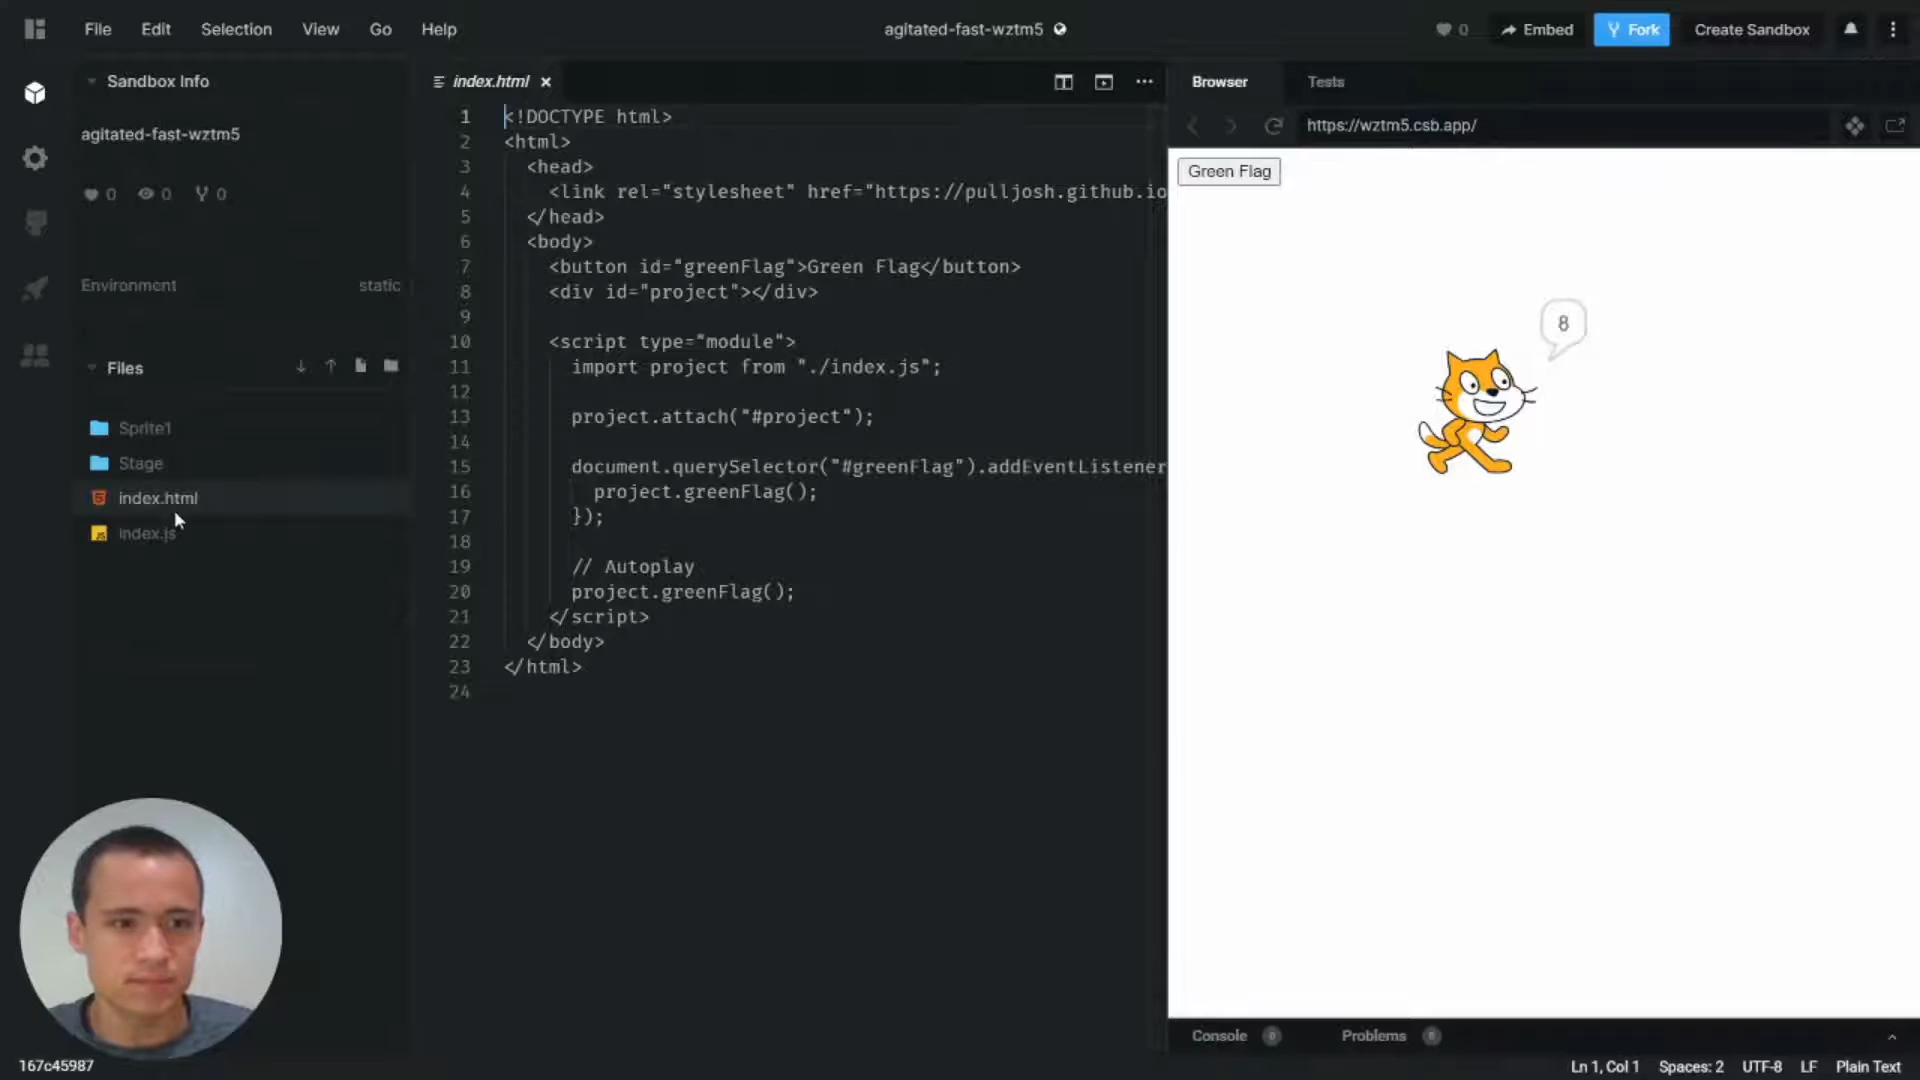 File Edit Selection View Go Help
agitated-fast-wztm5
0 Embed Fork Create Sandbox
Sandbox Info
agitated-fast-wztm5
0 0 0
Environment static
Files
Sprite1
Stage
index.html
index.js
index.html
1 <!DOCTYPE html>
2 <html>
3 <head>
4 <link rel="stylesheet" href="https://pulljosh.github.io
5 </head>
6 <body>
7 <button id="greenFlag">Green Flag</button>
8 <div id="project"></div>
9
10 <script type="module">
11 import project from "./index.js";
12
13 project.attach("#project");
14
15 document.querySelector("#greenFlag").addEventListener
16 project.greenFlag();
17 });
18
19 // Autoplay
20 project.greenFlag();
21 </script>
22 </body>
23 </html>
24
Browser Tests
https://wztm5.csb.app/
Green Flag
8
Console 0 Problems 0
167c45987
Ln 1, Col 1 Spaces: 2 UTF-8 LF Plain Text